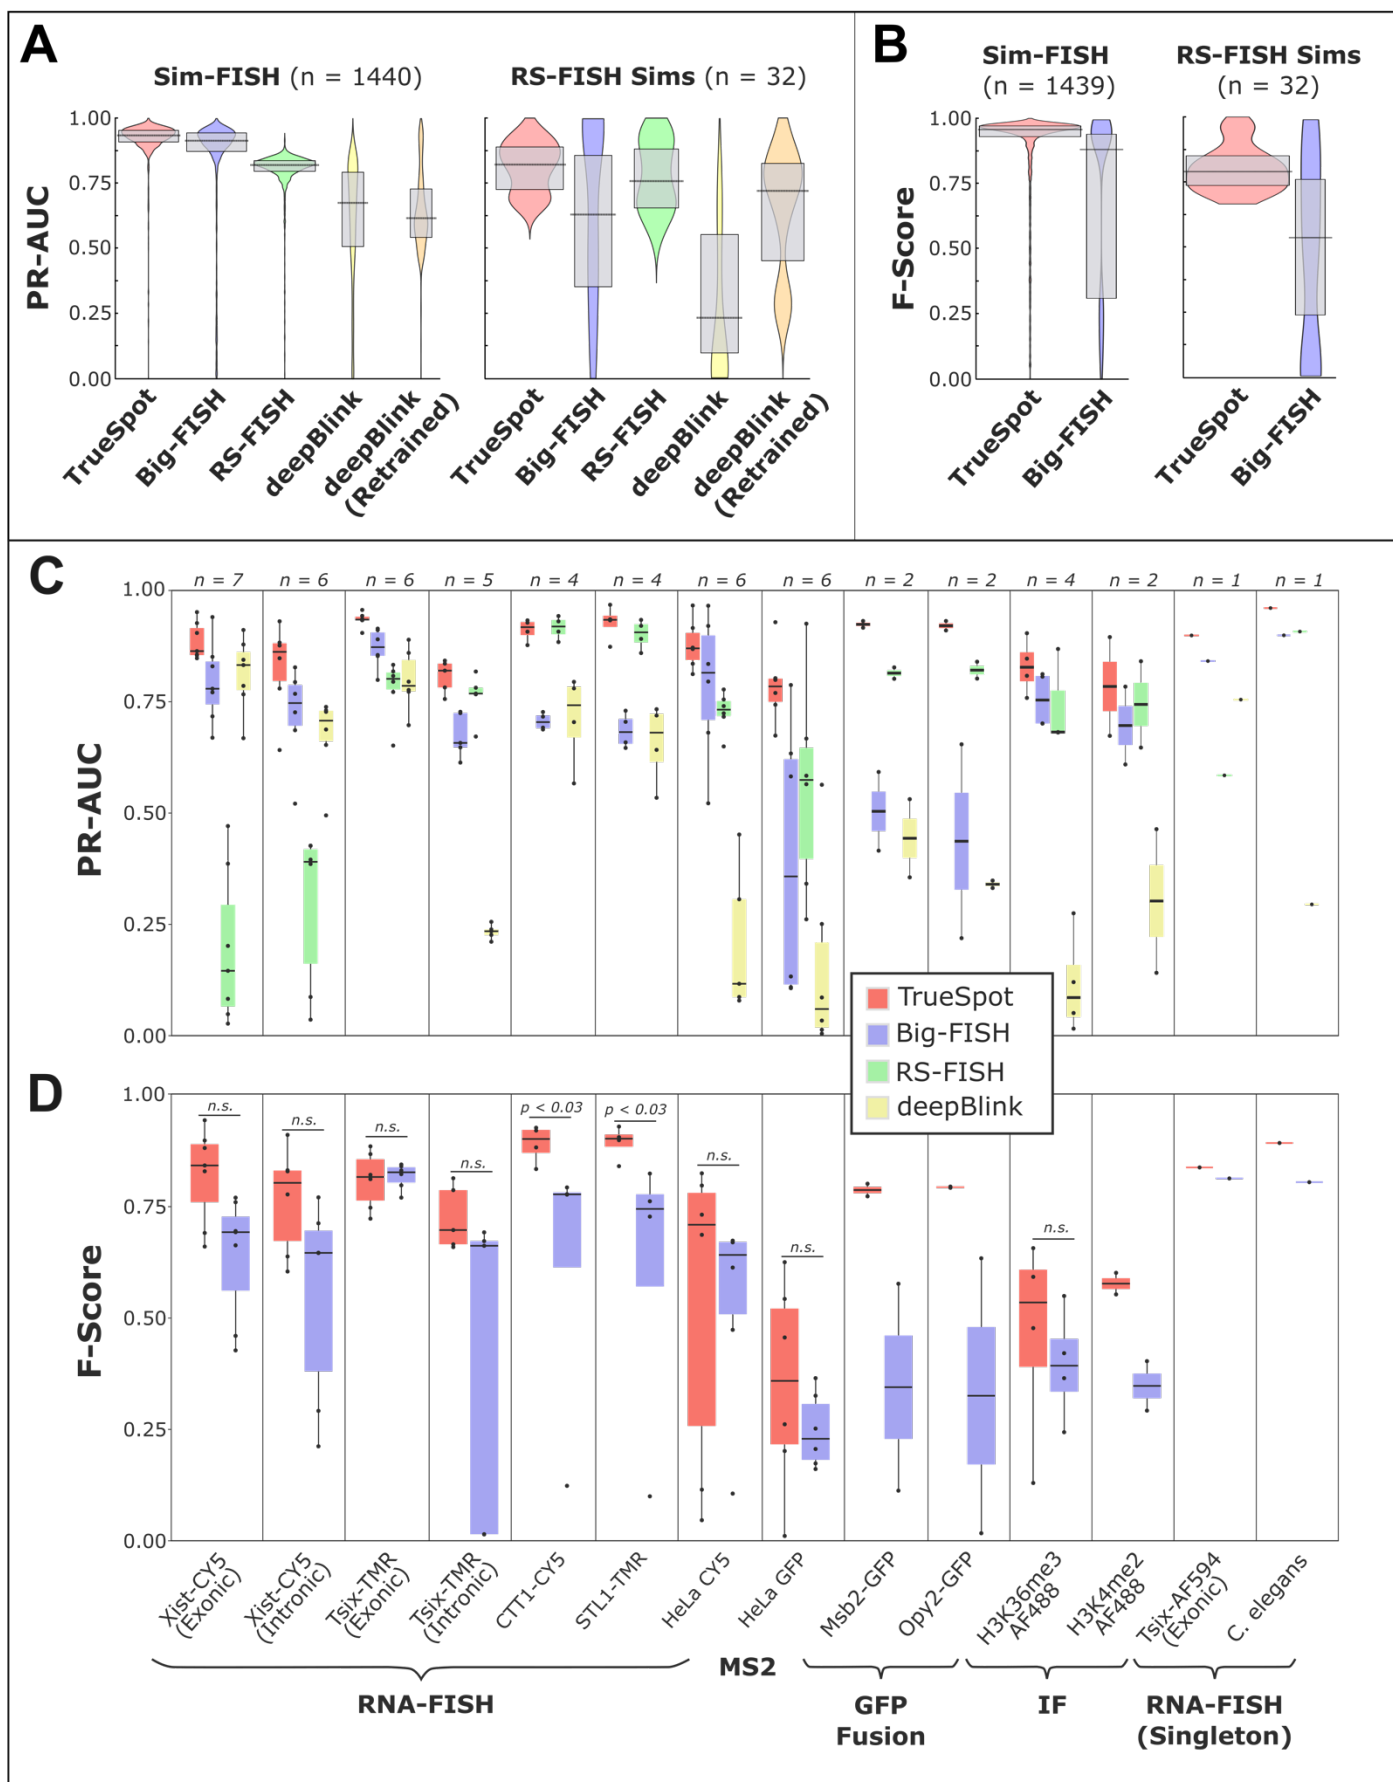 A
Sim-FISH (n = 1440)
RS-FISH Sims (n = 32)
PR-AUC
1.00
0.75
0.50
0.25
0.00
TrueSpot
Big-FISH
RS-FISH
deepBlink
deepBlink
(Retrained)
TrueSpot
Big-FISH
RS-FISH
deepBlink
deepBlink
(Retrained)
B
Sim-FISH
(n = 1439)
RS-FISH Sims
(n = 32)
F-Score
1.00
0.75
0.50
0.25
0.00
TrueSpot
Big-FISH
TrueSpot
Big-FISH
C
n = 7
n = 6
n = 6
n = 5
n = 4
n = 4
n = 6
n = 6
n = 2
n = 2
n = 4
n = 2
n = 1
n = 1
PR-AUC
1.00
0.75
0.50
0.25
0.00
TrueSpot
Big-FISH
RS-FISH
deepBlink
D
F-Score
1.00
0.75
0.50
0.25
0.00
n.s.
n.s.
n.s.
n.s.
p < 0.03
p < 0.03
n.s.
n.s.
n.s.
Xist-CY5
(Exonic)
Xist-CY5
(Intronic)
Tsix-TMR
(Exonic)
Tsix-TMR
(Intronic)
CTT1-CY5
STL1-TMR
HeLa CY5
HeLa GFP
Msb2-GFP
Opy2-GFP
H3K36me3
AF488
H3K4me2
AF488
Tsix-AF594
(Exonic)
C. elegans
RNA-FISH
MS2
GFP
Fusion
IF
RNA-FISH
(Singleton)